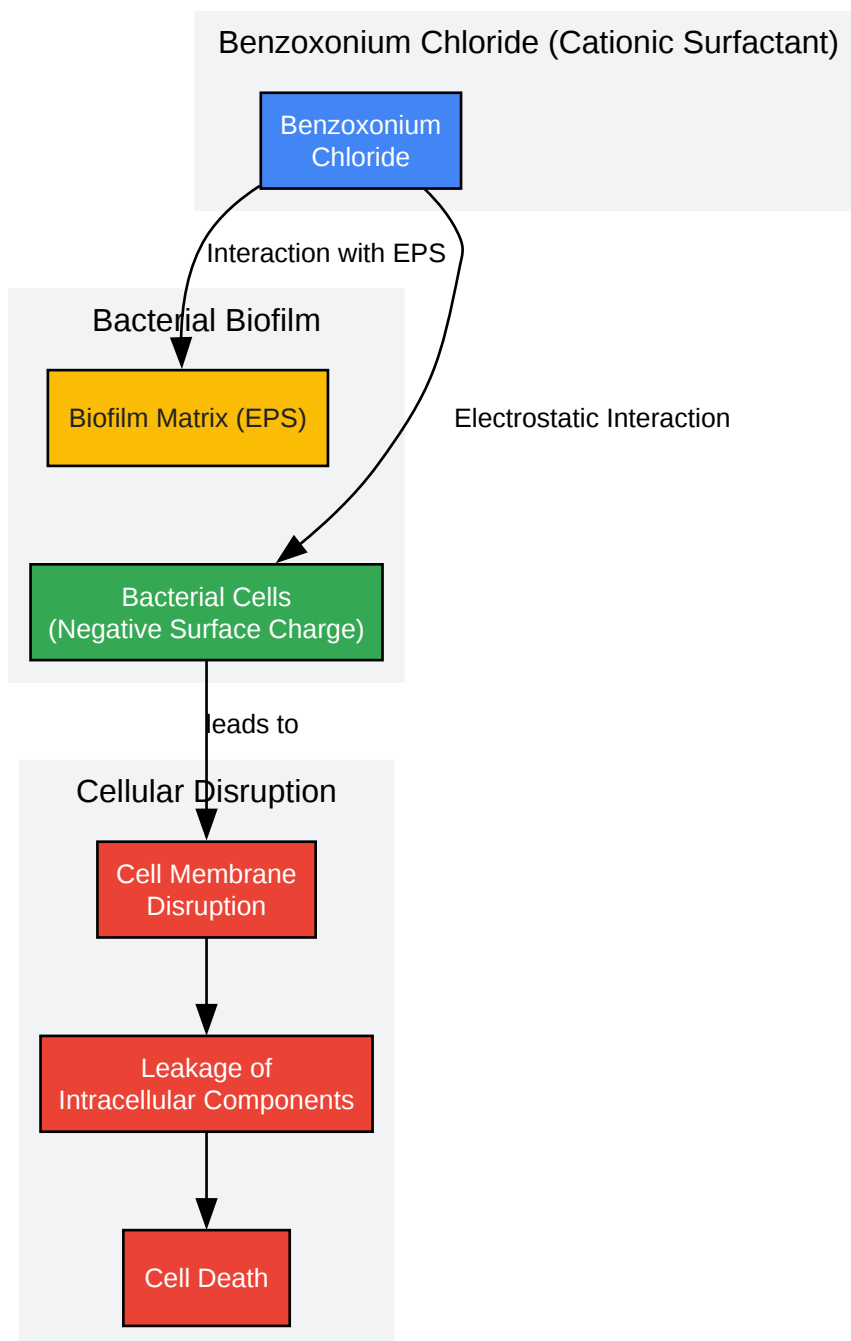 Benzoxonium Chloride (Cationic Surfactant)
Benzoxonium
Chloride
Interaction with EPS
Bacterial Biofilm
Biofilm Matrix (EPS)
Electrostatic Interaction
Bacterial Cells
(Negative Surface Charge)
leads to
Cellular Disruption
Cell Membrane
Disruption
Leakage of
Intracellular Components
Cell Death